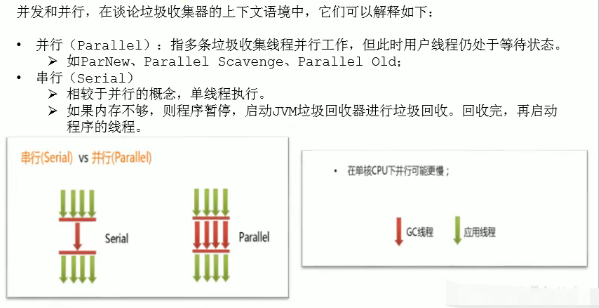 并发和并行，在谈论垃圾收集器的上下文语境中，它们可以解释如下：
• 并行（Parallel）：指多条垃圾收集线程并行工作，但此时用户线程仍处于等待状态。
➢ 如ParNew、Parallel Scavenge、Parallel Old；
• 串行（Serial）
➢ 相较于并行的概念，单线程执行。
➢ 如果内存不够，则程序暂停，启动JVM垃圾回收器进行垃圾回收。回收完，再启动
程序的线程。
串行(Serial) vs 并行(Parallel)
Serial
Parallel
• 在单核CPU下并行可能更慢；
GC线程
应用线程